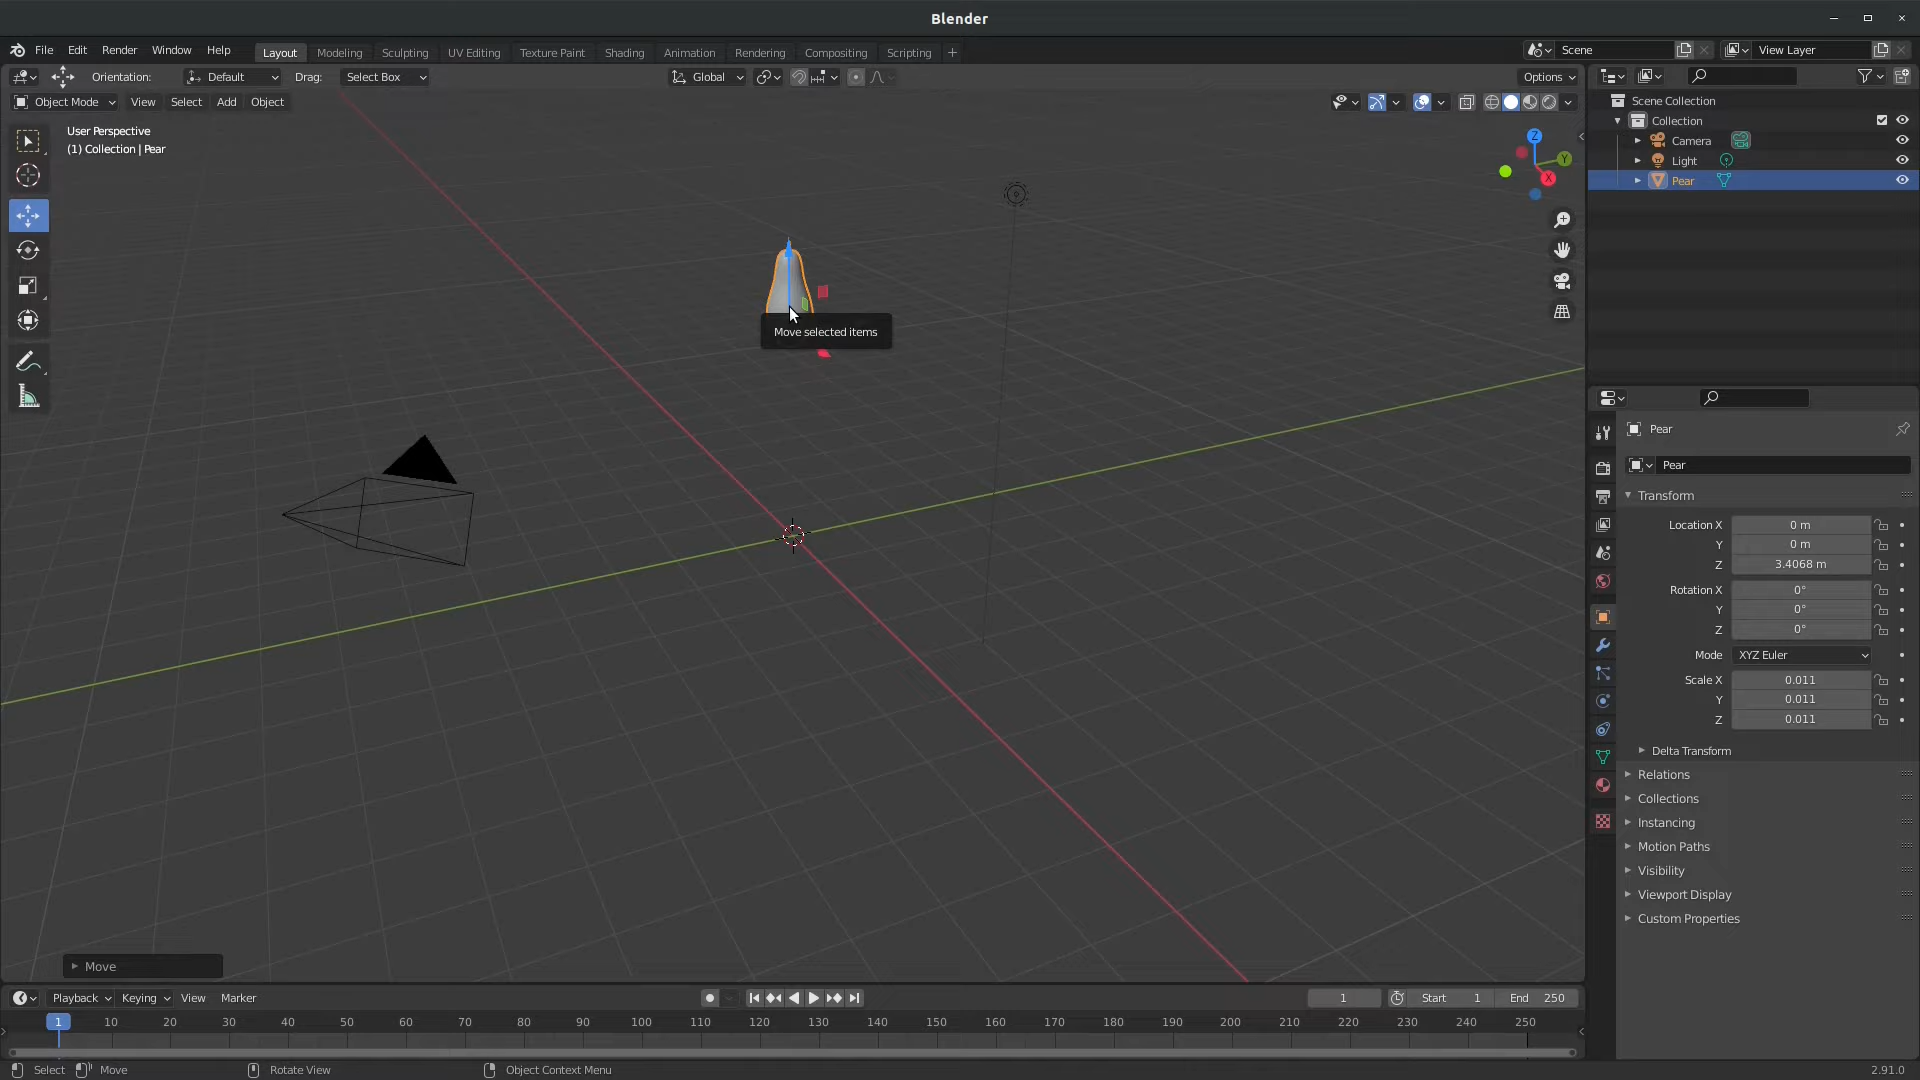 Blender
File Edit Render Window Help
Layout Modeling Sculpting UV Editing Texture Paint Shading Animation Rendering Compositing Scripting +
Scene
View Layer
Orientation: Default Drag: Select Box
Global
Options
Object Mode View Select Add Object
User Perspective
(1) Collection | Pear
Z
Y
X
Move selected items
Scene Collection
Collection
Camera
Light
Pear
Pear
Pear
Transform
Location X 0 m
Y 0 m
Z 3.4068 m
Rotation X 0°
Y 0°
Z 0°
Mode XYZ Euler
Scale X 0.011
Y 0.011
Z 0.011
Delta Transform
Relations
Collections
Instancing
Motion Paths
Visibility
Viewport Display
Custom Properties
Move
Playback Keying View Marker
1 Start 1 End 250
1 10 20 30 40 50 60 70 80 90 100 110 120 130 140 150 160 170 180 190 200 210 220 230 240 250
Select Move Rotate View Object Context Menu 2.91.0